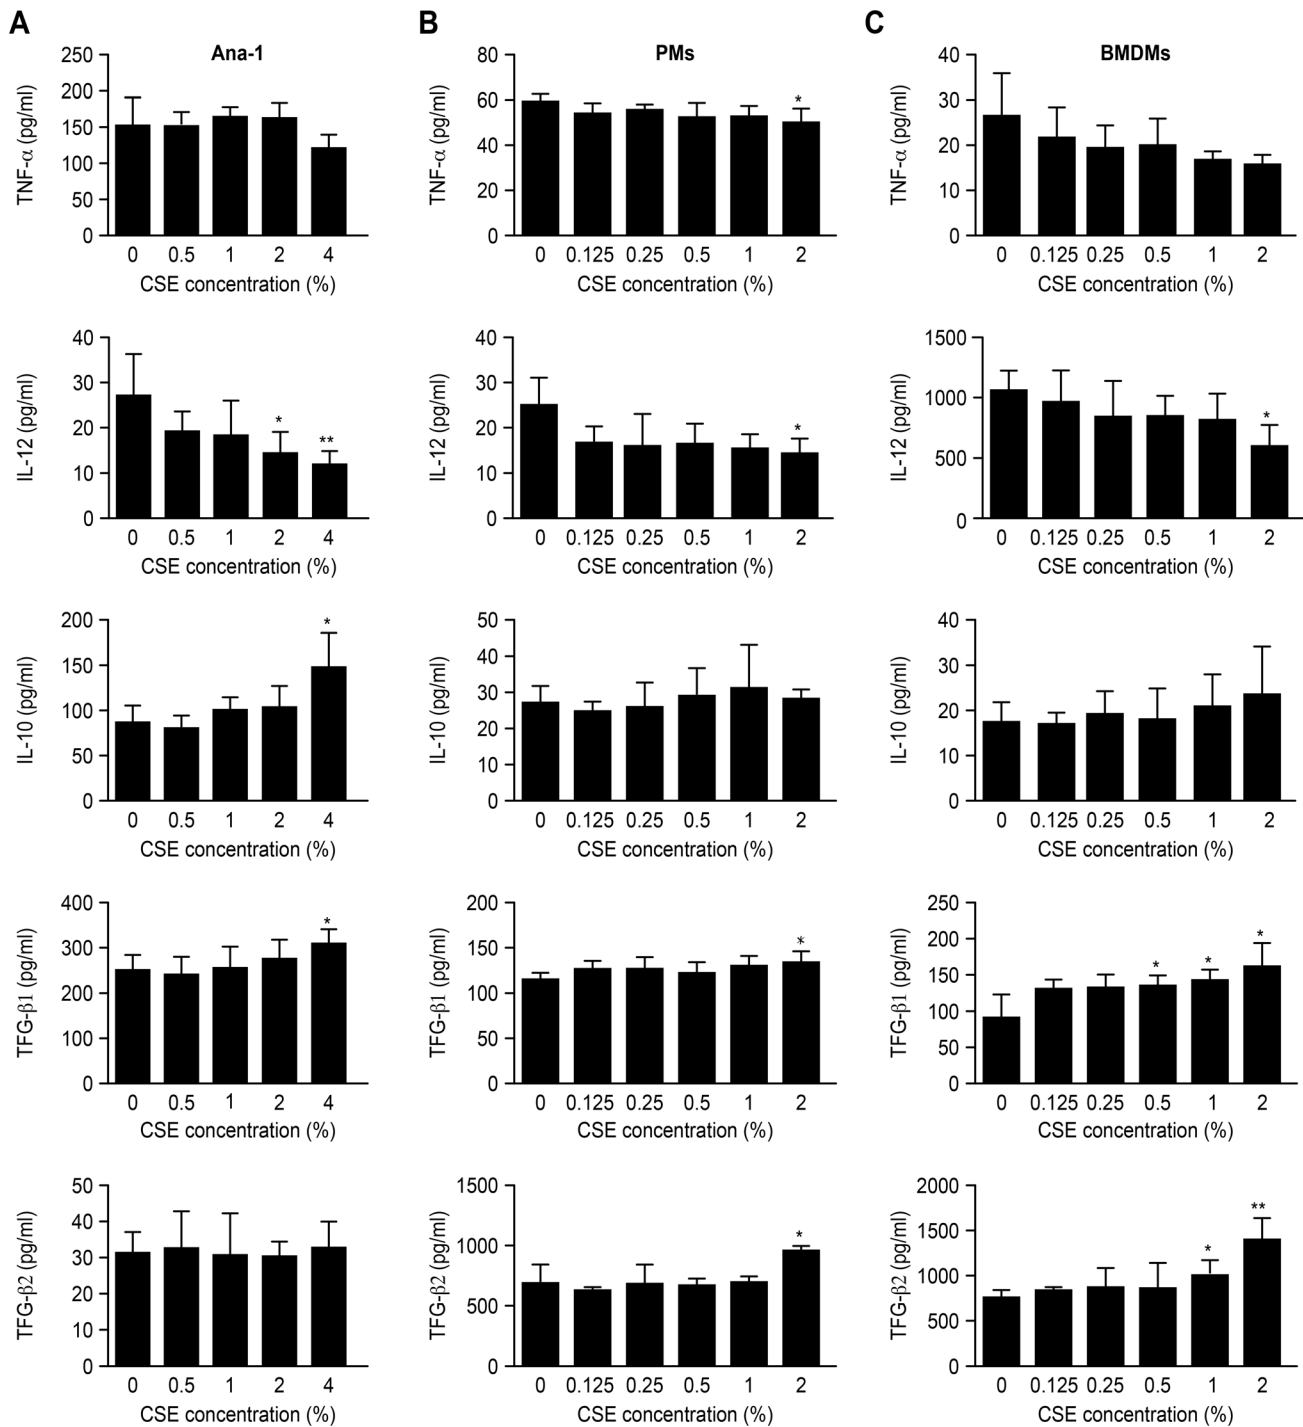 A
Ana-1
TNF-α (pg/ml)
250
200
150
100
50
0
0 0.5 1 2 4
CSE concentration (%)
B
PMs
TNF-α (pg/ml)
80
60
40
20
0
*
0 0.125 0.25 0.5 1 2
CSE concentration (%)
C
BMDMs
TNF-α (pg/ml)
40
30
20
10
0
0 0.125 0.25 0.5 1 2
CSE concentration (%)
IL-12 (pg/ml)
40
30
20
10
0
* **
0 0.5 1 2 4
CSE concentration (%)
IL-12 (pg/ml)
40
30
20
10
0
*
0 0.125 0.25 0.5 1 2
CSE concentration (%)
IL-12 (pg/ml)
1500
1000
500
0
*
0 0.125 0.25 0.5 1 2
CSE concentration (%)
IL-10 (pg/ml)
200
150
100
50
0
*
0 0.5 1 2 4
CSE concentration (%)
IL-10 (pg/ml)
50
40
30
20
10
0
0 0.125 0.25 0.5 1 2
CSE concentration (%)
IL-10 (pg/ml)
40
30
20
10
0
0 0.125 0.25 0.5 1 2
CSE concentration (%)
TFG-β1 (pg/ml)
400
300
200
100
0
*
0 0.5 1 2 4
CSE concentration (%)
TFG-β1 (pg/ml)
200
150
100
50
0
*
0 0.125 0.25 0.5 1 2
CSE concentration (%)
TFG-β1 (pg/ml)
250
200
150
100
50
0
* * *
0 0.125 0.25 0.5 1 2
CSE concentration (%)
TFG-β2 (pg/ml)
50
40
30
20
10
0
0 0.5 1 2 4
CSE concentration (%)
TFG-β2 (pg/ml)
1500
1000
500
0
*
0 0.125 0.25 0.5 1 2
CSE concentration (%)
TFG-β2 (pg/ml)
2000
1500
1000
500
0
* **
0 0.125 0.25 0.5 1 2
CSE concentration (%)